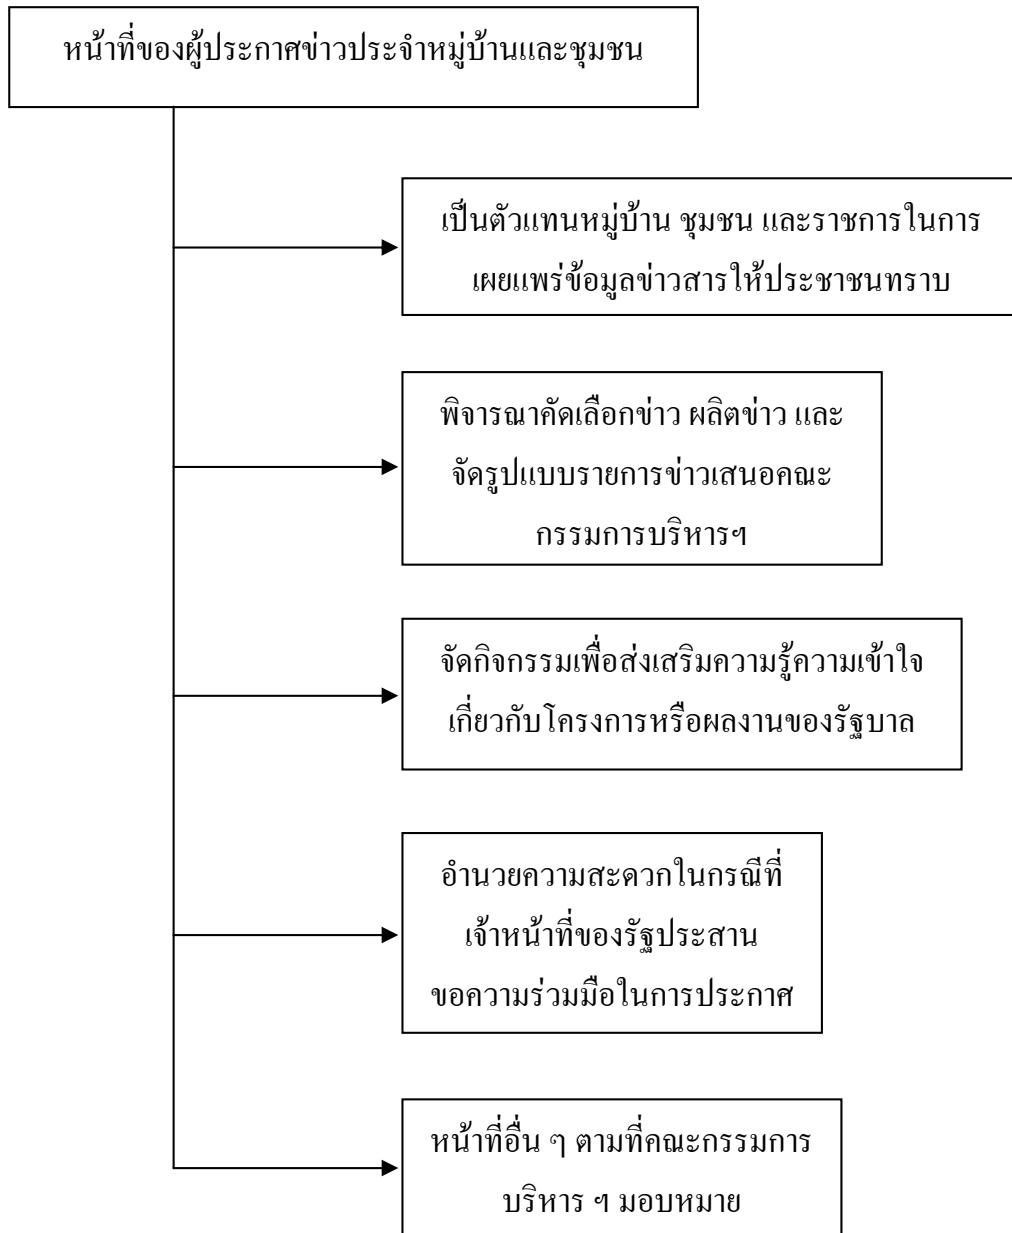 หน้าที่ของผู้ประกาศข่าวประจำหมู่บ้านและชุมชน
เป็นตัวแทนหมู่บ้าน ชุมชน และราชการในการ
เผยแพร่ข้อมูลข่าวสารให้ประชาชนทราบ
พิจารณาคัดเลือกข่าว ผลิตข่าว และ
จัดรูปแบบรายการข่าวเสนอคณะ
กรรมการบริหารฯ
จัดกิจกรรมเพื่อส่งเสริมความรู้ความเข้าใจ
เกี่ยวกับโครงการหรือผลงานของรัฐบาล
อำนวยความสะดวกในกรณีที่
เจ้าหน้าที่ของรัฐประสาน
ขอความร่วมมือในการประกาศ
หน้าที่อื่น ๆ ตามที่คณะกรรมการ
บริหาร ฯ มอบหมาย